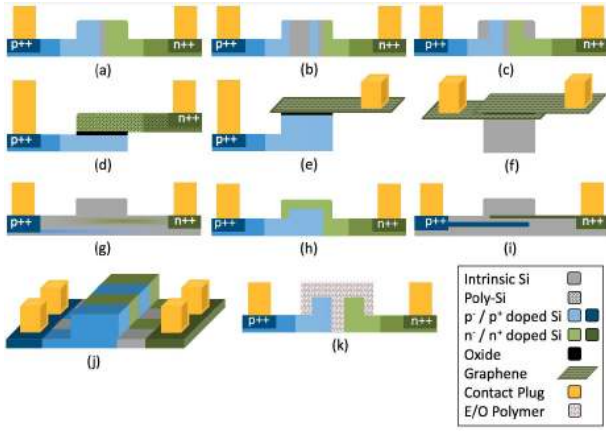 p++ n++ p++ n++ p++ n++
(a) (b) (c)
p++ n++ p++
(d) (e) (f)
p++ n++ p++ n++ p++ n++
(g) (h) (i)
p++ n++
(j) (k)
Intrinsic Si
Poly-Si
p⁻ / p⁺ doped Si
n⁻ / n⁺ doped Si
Oxide
Graphene
Contact Plug
E/O Polymer